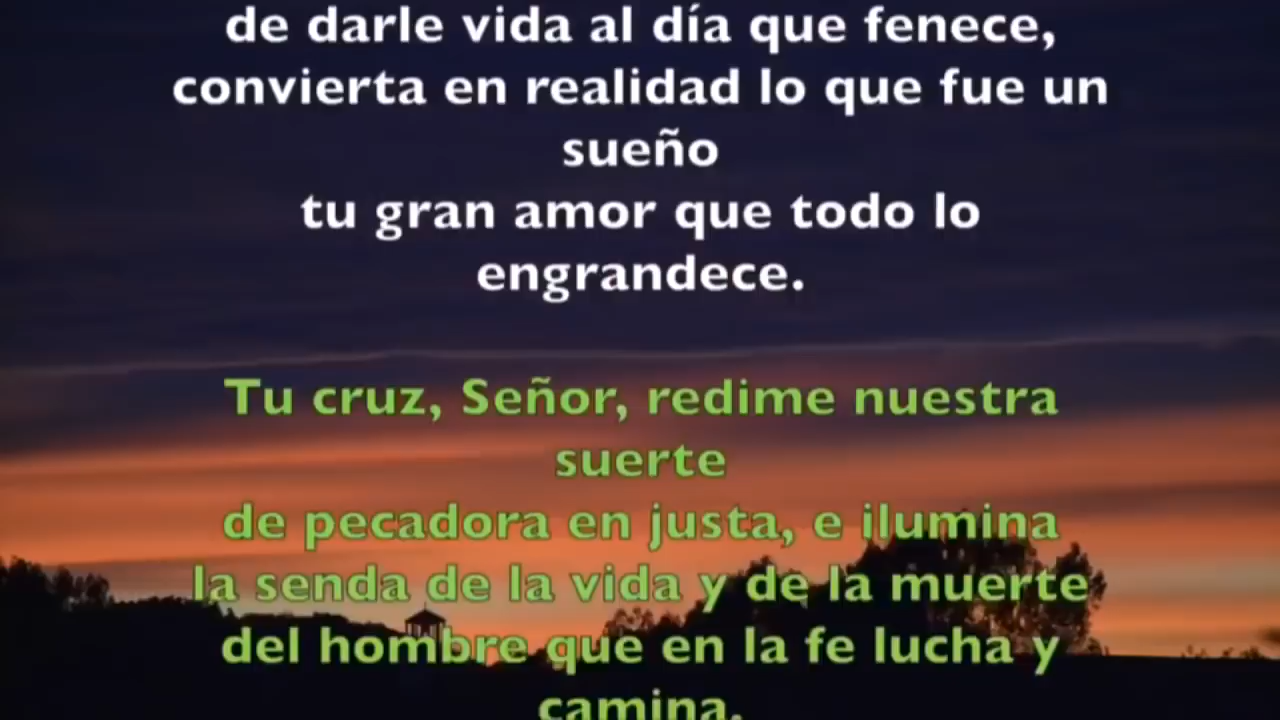 de darle vida al día que fenece,
convierta en realidad lo que fue un
sueño
tu gran amor que todo lo
engrandece.
Tu cruz, Señor, redime nuestra
suerte
de pecadora en justa, e ilumina
la senda de la vida y de la muerte
del hombre que en la fe lucha y
camina.